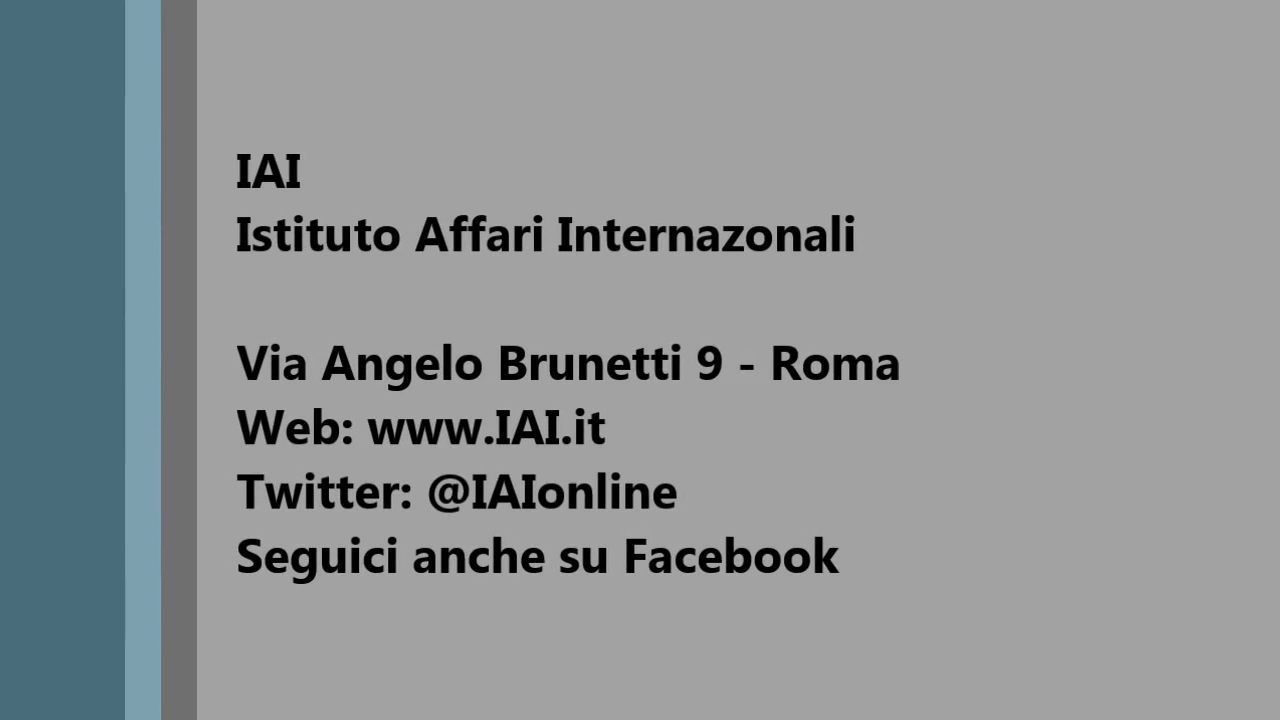 IAI
Istituto Affari Internazonali
Via Angelo Brunetti 9 - Roma
Web: www.IAI.it
Twitter: @IAIonline
Seguici anche su Facebook